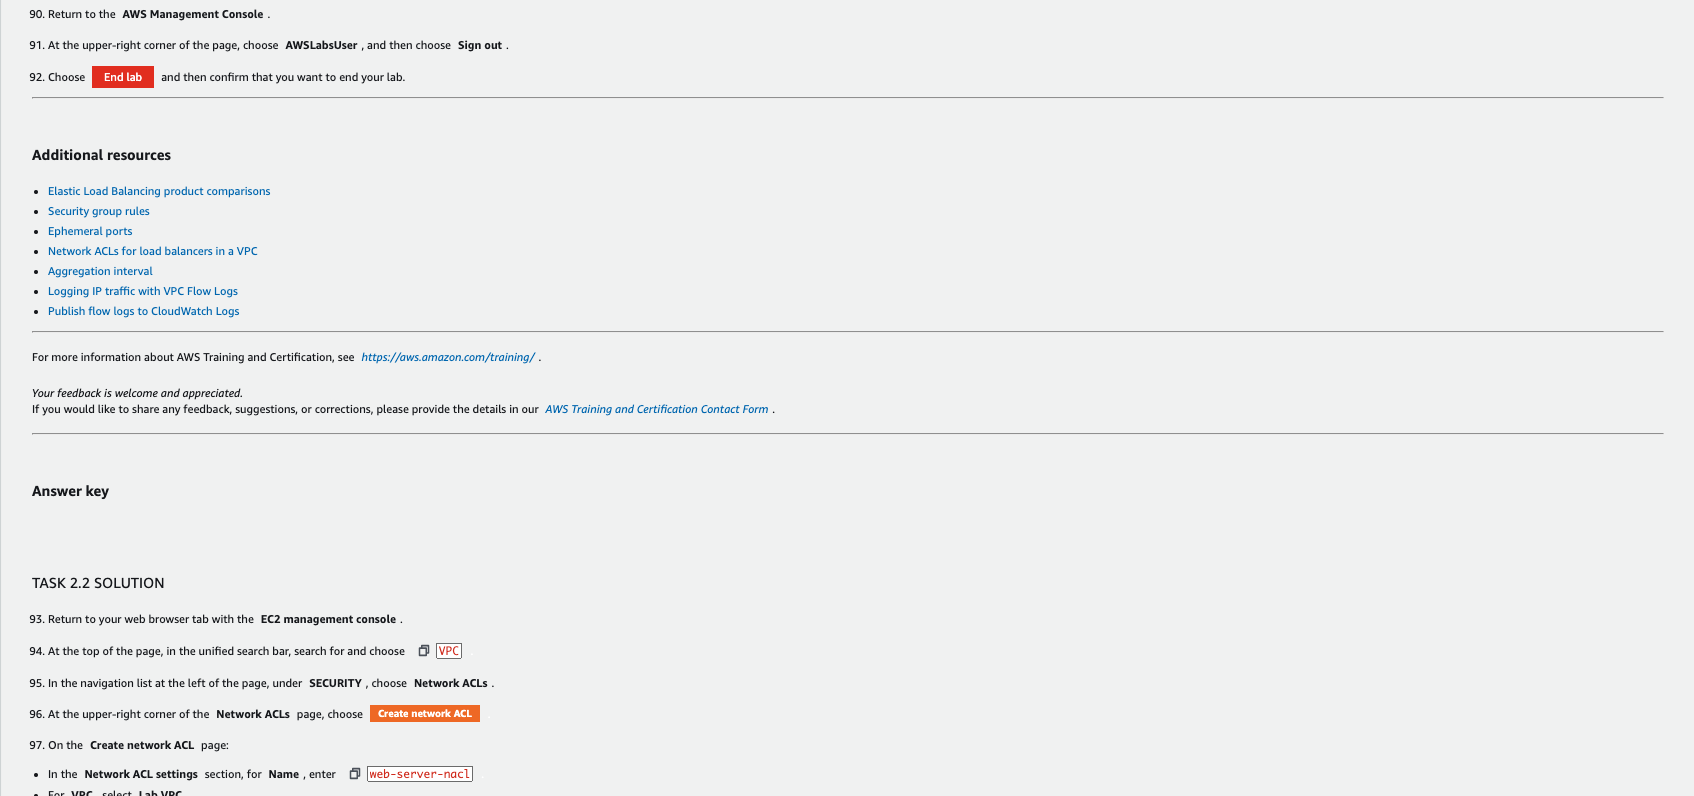 90. Return to the AWS Management Console .
91. At the upper-right corner of the page, choose AWSLabsUser , and then choose Sign out .
92. Choose End lab and then confirm that you want to end your lab.
Additional resources
• Elastic Load Balancing product comparisons
• Security group rules
• Ephemeral ports
• Network ACLs for load balancers in a VPC
• Aggregation interval
• Logging IP traffic with VPC Flow Logs
• Publish flow logs to CloudWatch Logs
For more information about AWS Training and Certification, see https://aws.amazon.com/training/ .
Your feedback is welcome and appreciated.
If you would like to share any feedback, suggestions, or corrections, please provide the details in our AWS Training and Certification Contact Form .
Answer key
TASK 2.2 SOLUTION
93. Return to your web browser tab with the EC2 management console .
94. At the top of the page, in the unified search bar, search for and choose VPC
95. In the navigation list at the left of the page, under SECURITY , choose Network ACLs .
96. At the upper-right corner of the Network ACLs page, choose Create network ACL
97. On the Create network ACL page:
• In the Network ACL settings section, for Name , enter web-server-nacl
• For VPC , select Lab VPC